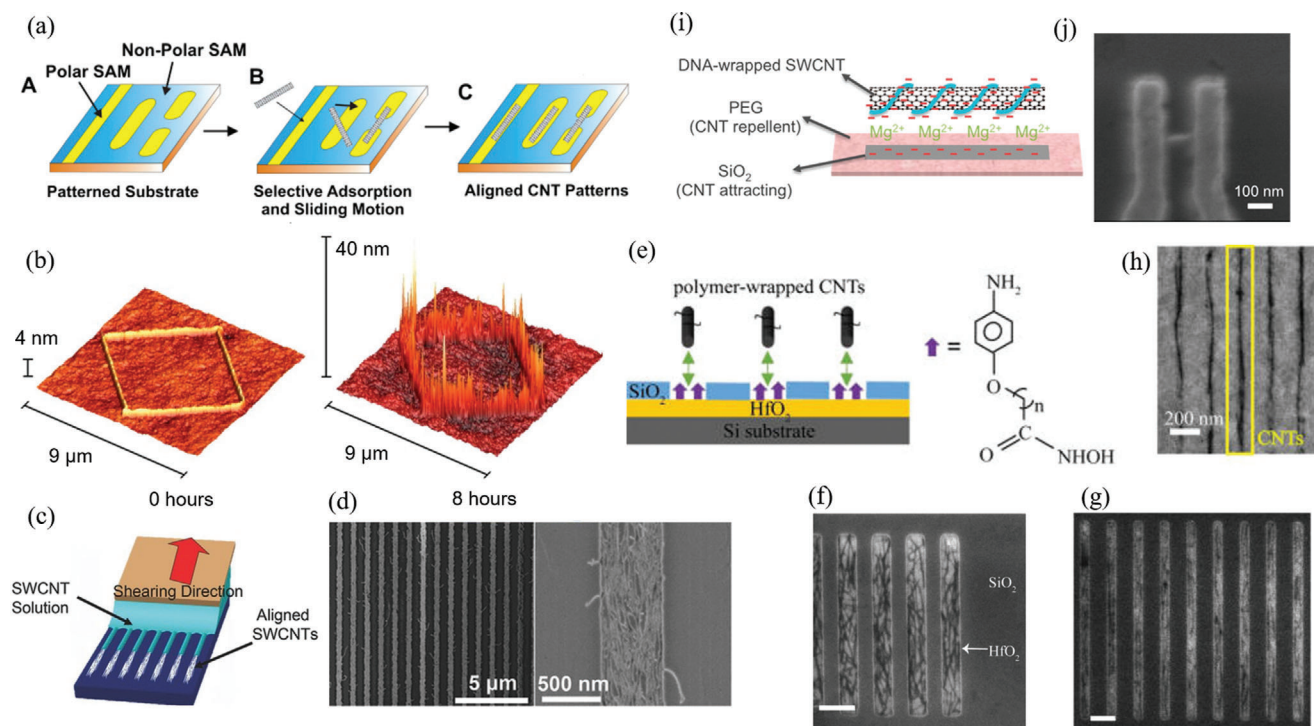 (a)
Non-Polar SAM
Polar SAM
A
B
C
Patterned Substrate
Selective Adsorption
and Sliding Motion
Aligned CNT Patterns
(b)
4 nm
9 µm
0 hours
40 nm
9 µm
8 hours
(c)
Shearing Direction
SWCNT
Solution
Aligned
SWCNTs
(d)
5 µm
500 nm
(i)
DNA-wrapped SWCNT
PEG
(CNT repellent)
Mg²⁺ Mg²⁺ Mg²⁺ Mg²⁺
SiO₂
(CNT attracting)
(j)
100 nm
(e)
polymer-wrapped CNTs
SiO₂
HfO₂
Si substrate
=
NH₂
O
n
O
C
NHOH
(h)
200 nm
CNTs
(f)
SiO₂
HfO₂
(g)